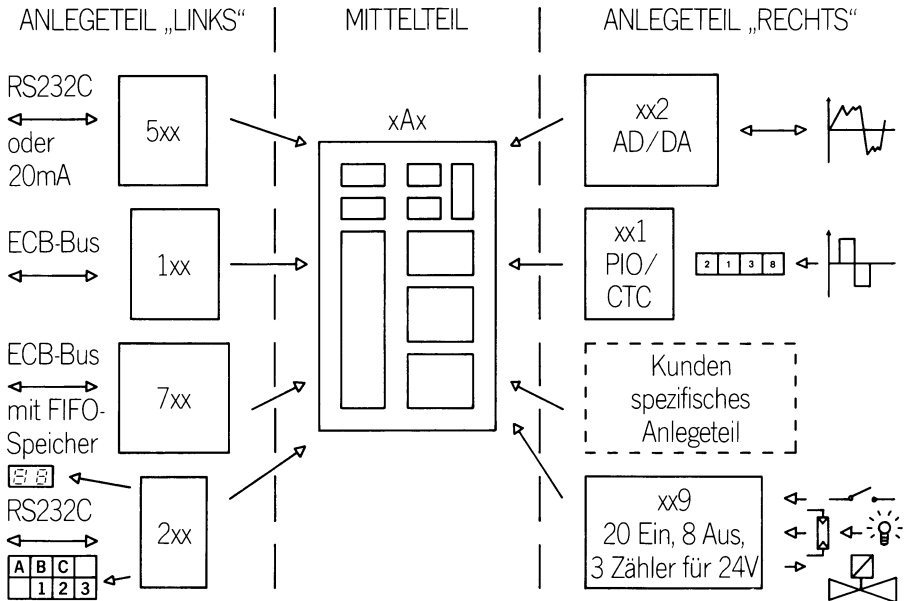 ANLEGETEIL „LINKS“
MITTELTEIL
ANLEGETEIL „RECHTS“
RS232C
oder
20mA
5xx
ECB-Bus
1xx
ECB-Bus
mit FIFO-
Speicher
7xx
88
RS232C
A B C
1 2 3
2xx
xAx
xx2
AD/DA
xx1
PIO/
CTC
2 1 3 8
Kunden
spezifisches
Anlegeteil
xx9
20 Ein, 8 Aus,
3 Zähler für 24V